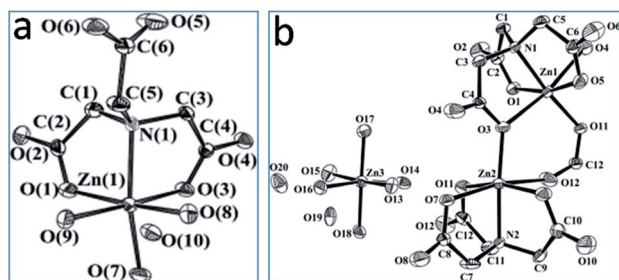 a
b
O(6) O(5)
C(6)
C(1) C(5) C(3)
C(2) N(1) C(4)
O(2) Zn(1) O(4)
O(1) O(3)
O(9) O(8)
O(10)
O(7)
C1 C5
O2 N1 C6 O6
C3 C2 Zn1 O4
O5
C4 O1
O4
O3 O11
C12
O17
O15 Zn3 O14
O20 O16 O13
O19
O18
Zn2 O12
O11
O7
O12 C12 N2 C10
C8 C11
O8 C7 C9 O10